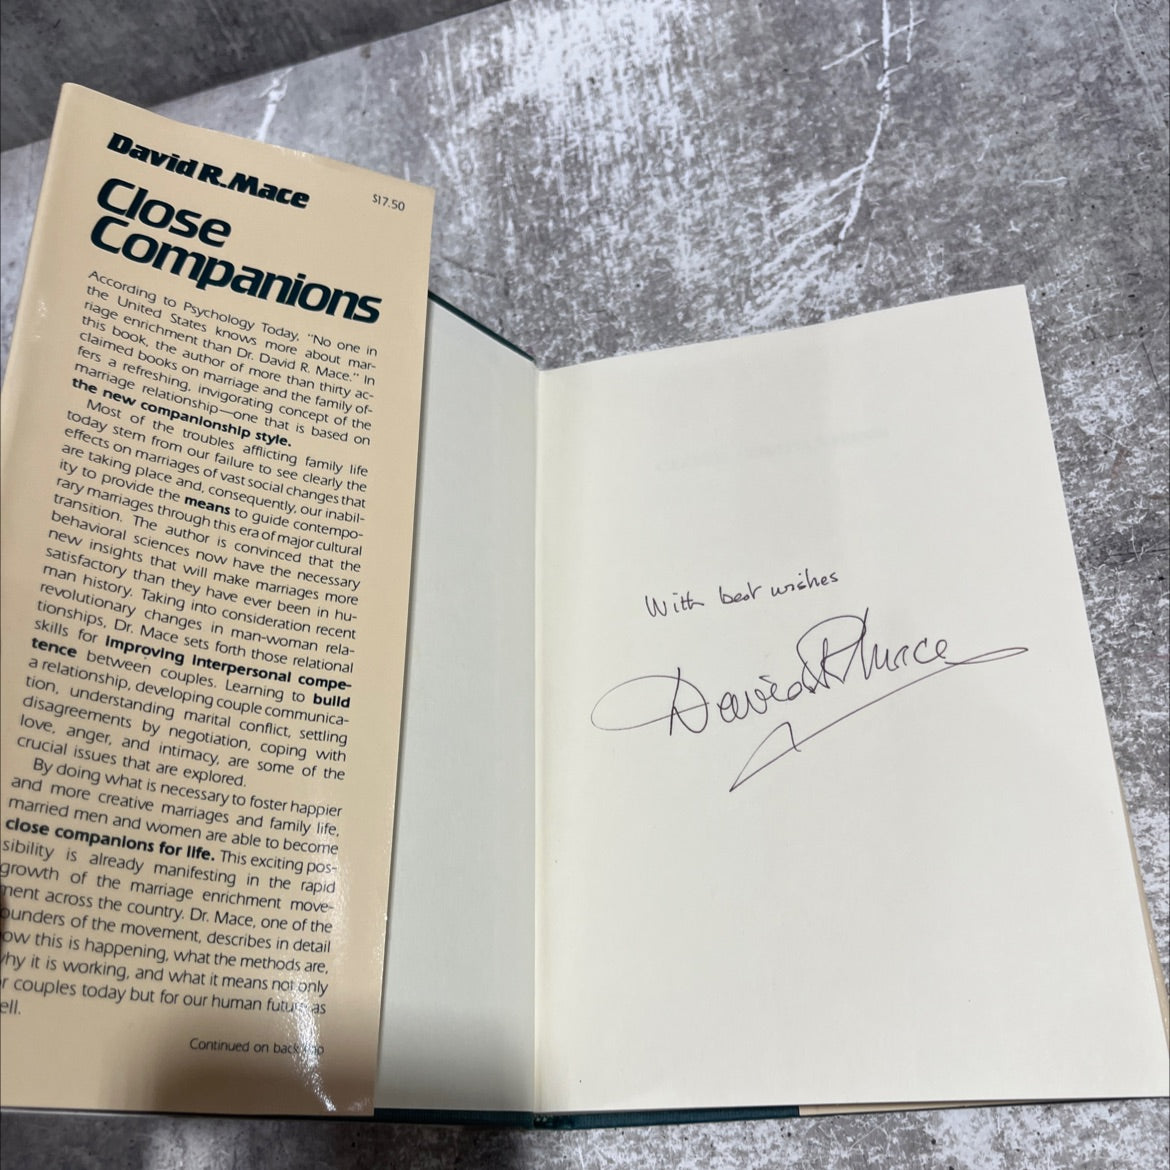 David R. Mace
$17.50
Close
Companions
According to Psychology Today, "No one in
the United States knows more about mar-
riage enrichment than Dr. David R. Mace." In
this book, the author of more than thirty ac-
claimed books on marriage and the family of-
fers a refreshing, invigorating concept of the
marriage relationship—one that is based on
the new companionship style.
Most of the troubles afflicting family life
today stem from our failure to see clearly the
effects on marriages of vast social changes that
are taking place and, consequently, our inabil-
ity to provide the means to guide contempo-
rary marriages through this era of major cultural
transition. The author is convinced that the
behavioral sciences now have the necessary
new insights that will make marriages more
satisfactory than they have ever been in hu-
man history. Taking into consideration recent
revolutionary changes in man-woman rela-
tionships, Dr. Mace sets forth those relational
skills for improving interpersonal compe-
tence between couples. Learning to build
a relationship, developing couple communica-
tion, understanding marital conflict, settling
disagreements by negotiation, coping with
love, anger, and intimacy, are some of the
crucial issues that are explored.
By doing what is necessary to foster happier
and more creative marriages and family life,
married men and women are able to become
close companions for life. This exciting pos-
sibility is already manifesting in the rapid
growth of the marriage enrichment move-
ment across the country. Dr. Mace, one of the
ounders of the movement, describes in detail
ow this is happening, what the methods are,
why it is working, and what it means not only
r couples today but for our human future as
ell.
Continued on back flap
With best wishes
David R Mace